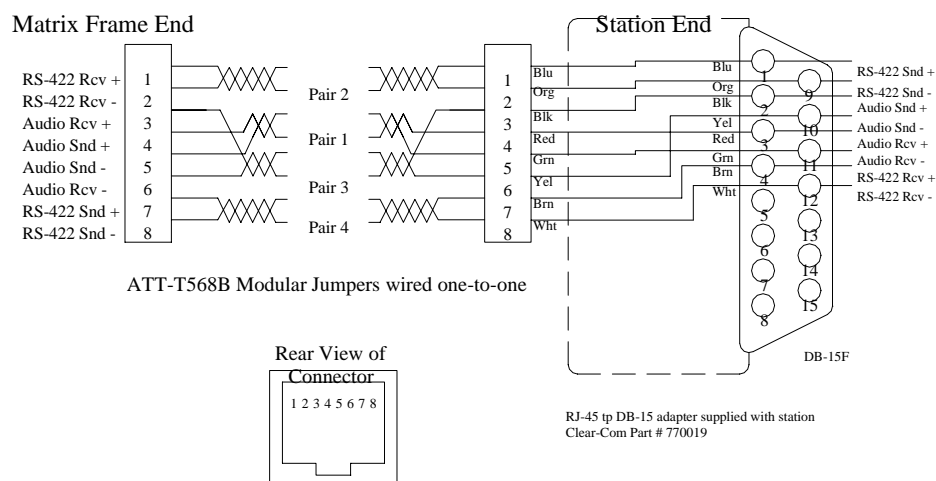 Matrix Frame End
Station End
RS-422 Rcv +
RS-422 Rcv -
Audio Rcv +
Audio Snd +
Audio Snd -
Audio Rcv -
RS-422 Snd +
RS-422 Snd -
1
2
3
4
5
6
7
8
Pair 2
Pair 1
Pair 3
Pair 4
1
2
3
4
5
6
7
8
Blu
Org
Blk
Red
Grn
Yel
Brn
Wht
Blu
Org
Blk
Yel
Red
Grn
Brn
Wht
1
2
3
4
5
6
7
8
9
10
11
12
13
14
15
RS-422 Snd +
RS-422 Snd -
Audio Snd +
Audio Snd -
Audio Rcv +
Audio Rcv -
RS-422 Rcv +
RS-422 Rcv -
ATT-T568B Modular Jumpers wired one-to-one
DB-15F
Rear View of
Connector
1 2 3 4 5 6 7 8
RJ-45 tp DB-15 adapter supplied with station
Clear-Com Part # 770019